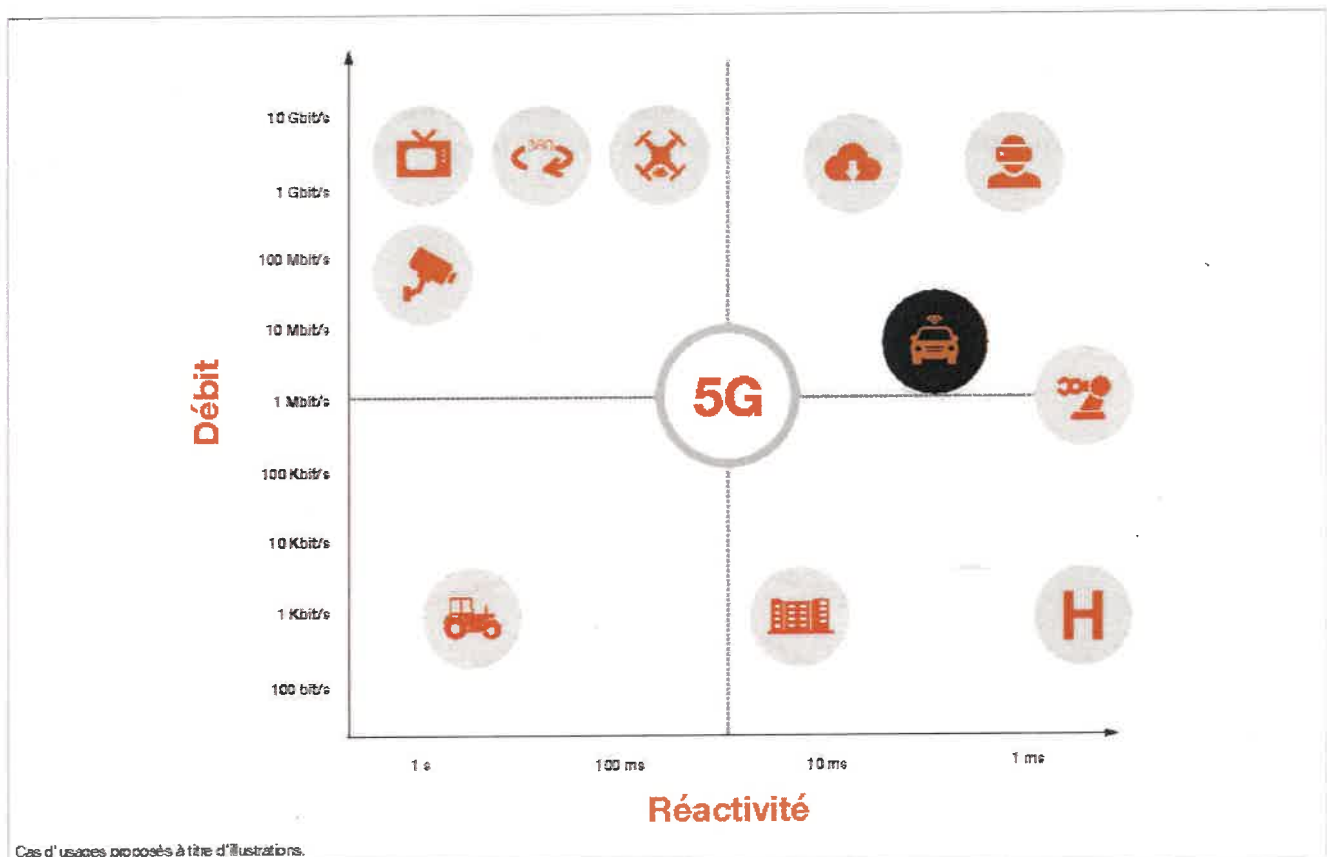 10 Gbit/s
360
1 Gbit/s
100 Mbit/s
10 Mbit/s
Débit
1 Mbit/s
5G
100 Kbit/s
10 Kbit/s
1 Kbit/s
H
100 bit/s
1 s
100 ms
10 ms
1 ms
Réactivité
Cas d'usages proposés à titre d'illustrations.